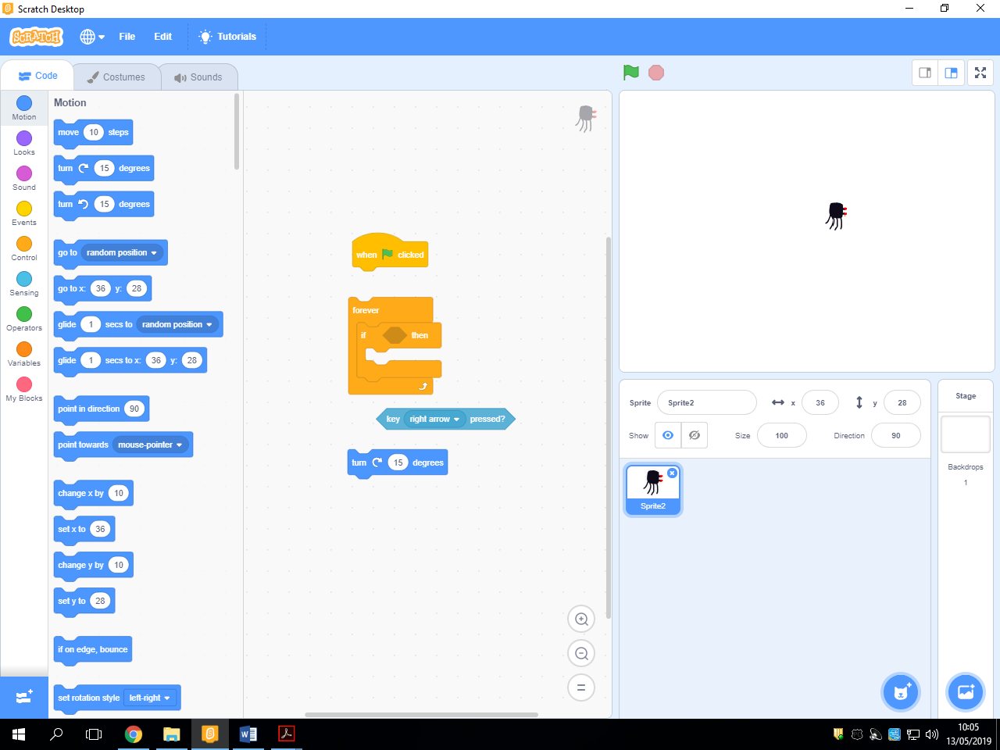 Scratch Desktop
SCRATCH File Edit Tutorials
Code Costumes Sounds
Motion
Looks
Sound
Events
Control
Sensing
Operators
Variables
My Blocks
Motion
move 10 steps
turn 15 degrees
turn 15 degrees
go to random position
go to x: 36 y: 28
glide 1 secs to random position
glide 1 secs to x: 36 y: 28
point in direction 90
point towards mouse-pointer
change x by 10
set x to 36
change y by 10
set y to 28
if on edge, bounce
set rotation style left-right
when clicked
forever
if then
key right arrow pressed?
turn 15 degrees
Sprite Sprite2 x 36 y 28
Show Size 100 Direction 90
Sprite2
Stage
Backdrops
1
10:05
13/05/2019